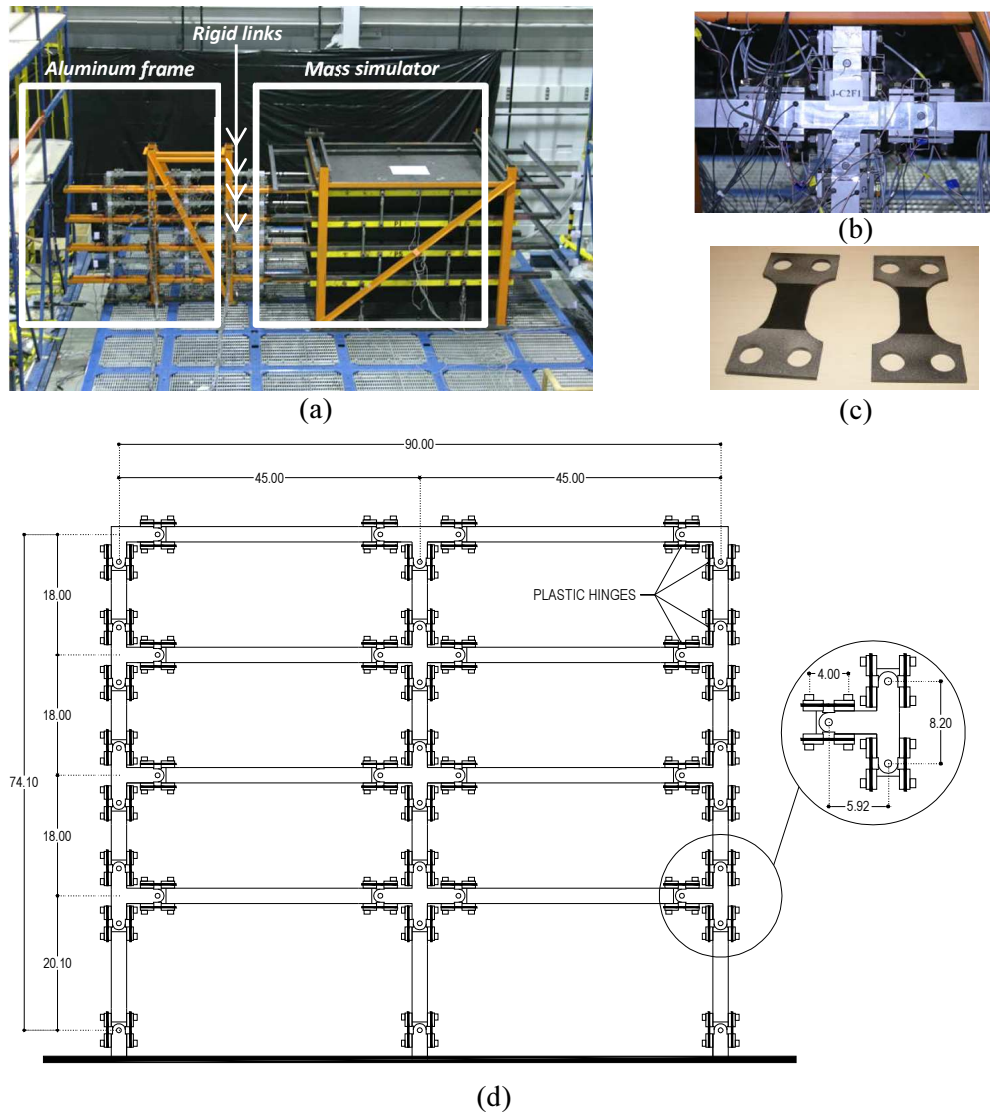 Rigid links
Aluminum frame
Mass simulator
(a)
J-C2F1
(b)
(c)
90.00
45.00
45.00
18.00
18.00
18.00
20.10
74.10
PLASTIC HINGES
4.00
8.20
5.92
(d)